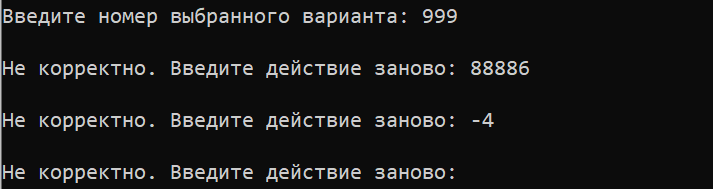 Введите номер выбранного варианта: 999
Не корректно. Введите действие заново: 88886
Не корректно. Введите действие заново: -4
Не корректно. Введите действие заново: